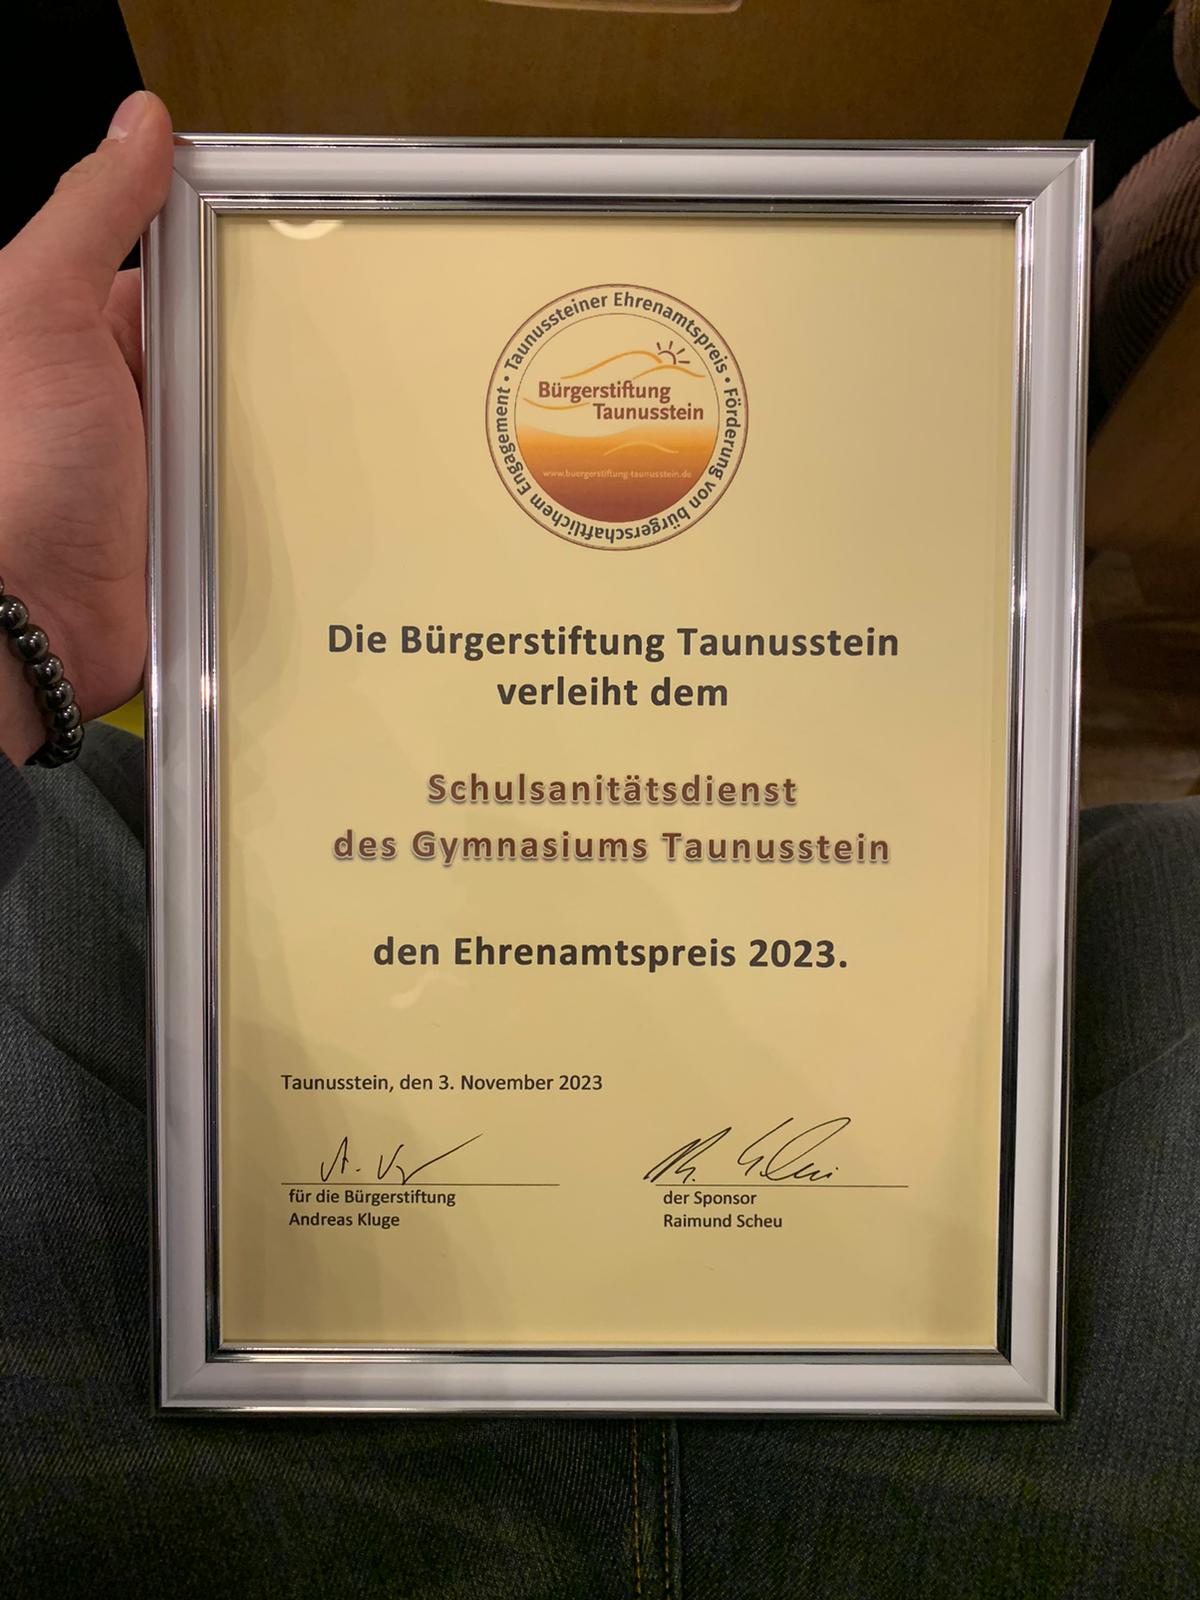 Taunussteiner Ehrenamtspreis • Förderung von bürgerschaftlichem Engagement •
Bürgerstiftung
Taunusstein
www.buergerstiftung-taunusstein.de
Die Bürgerstiftung Taunusstein
verleiht dem
Schulsanitätsdienst
des Gymnasiums Taunusstein
den Ehrenamtspreis 2023.
Taunusstein, den 3. November 2023
für die Bürgerstiftung
Andreas Kluge
der Sponsor
Raimund Scheu